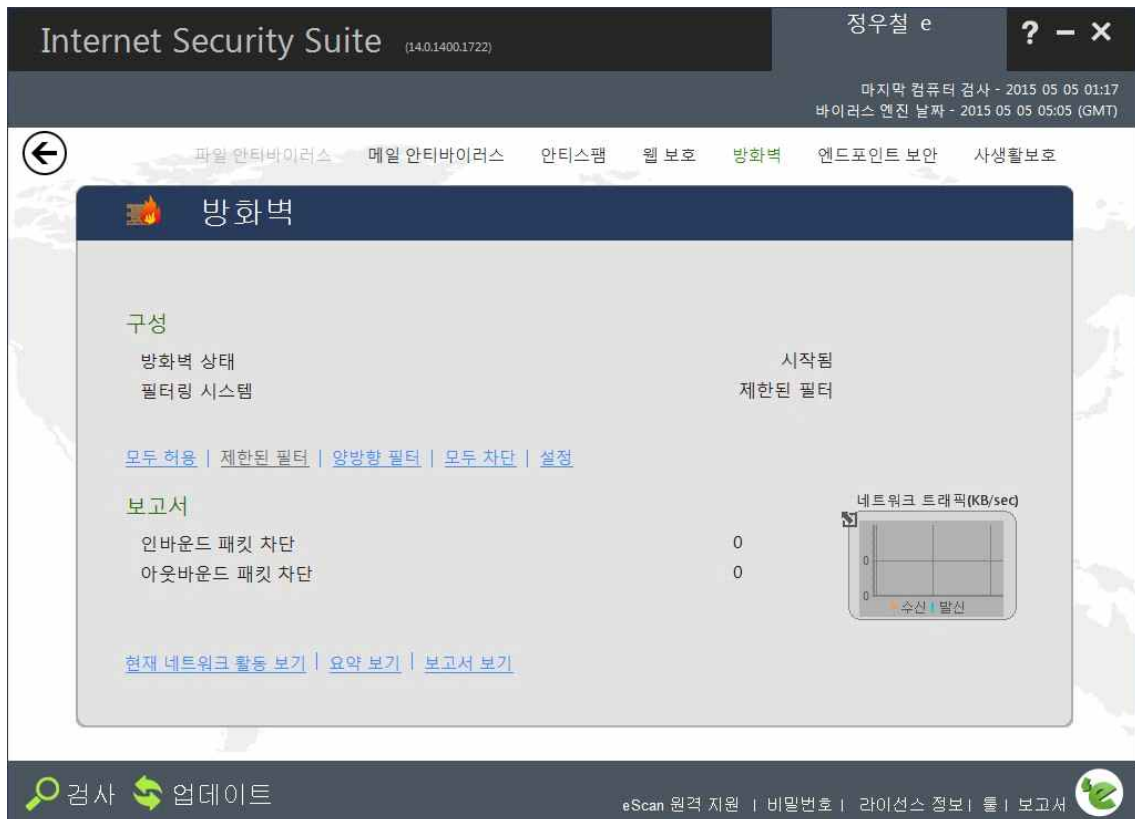 Internet Security Suite (14.0.1400.1722)
정우철 e
? – ×
마지막 컴퓨터 검사 - 2015 05 05 01:17
바이러스 엔진 날짜 - 2015 05 05 05:05 (GMT)
파일 안티바이러스 메일 안티바이러스 안티스팸 웹 보호 방화벽 엔드포인트 보안 사생활보호
방화벽
구성
방화벽 상태 시작됨
필터링 시스템 제한된 필터
모두 허용 | 제한된 필터 | 양방향 필터 | 모두 차단 | 설정
보고서
네트워크 트래픽(KB/sec)
인바운드 패킷 차단 0
아웃바운드 패킷 차단 0
0
0
수신 발신
현재 네트워크 활동 보기 | 요약 보기 | 보고서 보기
검사 업데이트
eScan 원격 지원 | 비밀번호 | 라이선스 정보 | 툴 | 보고서